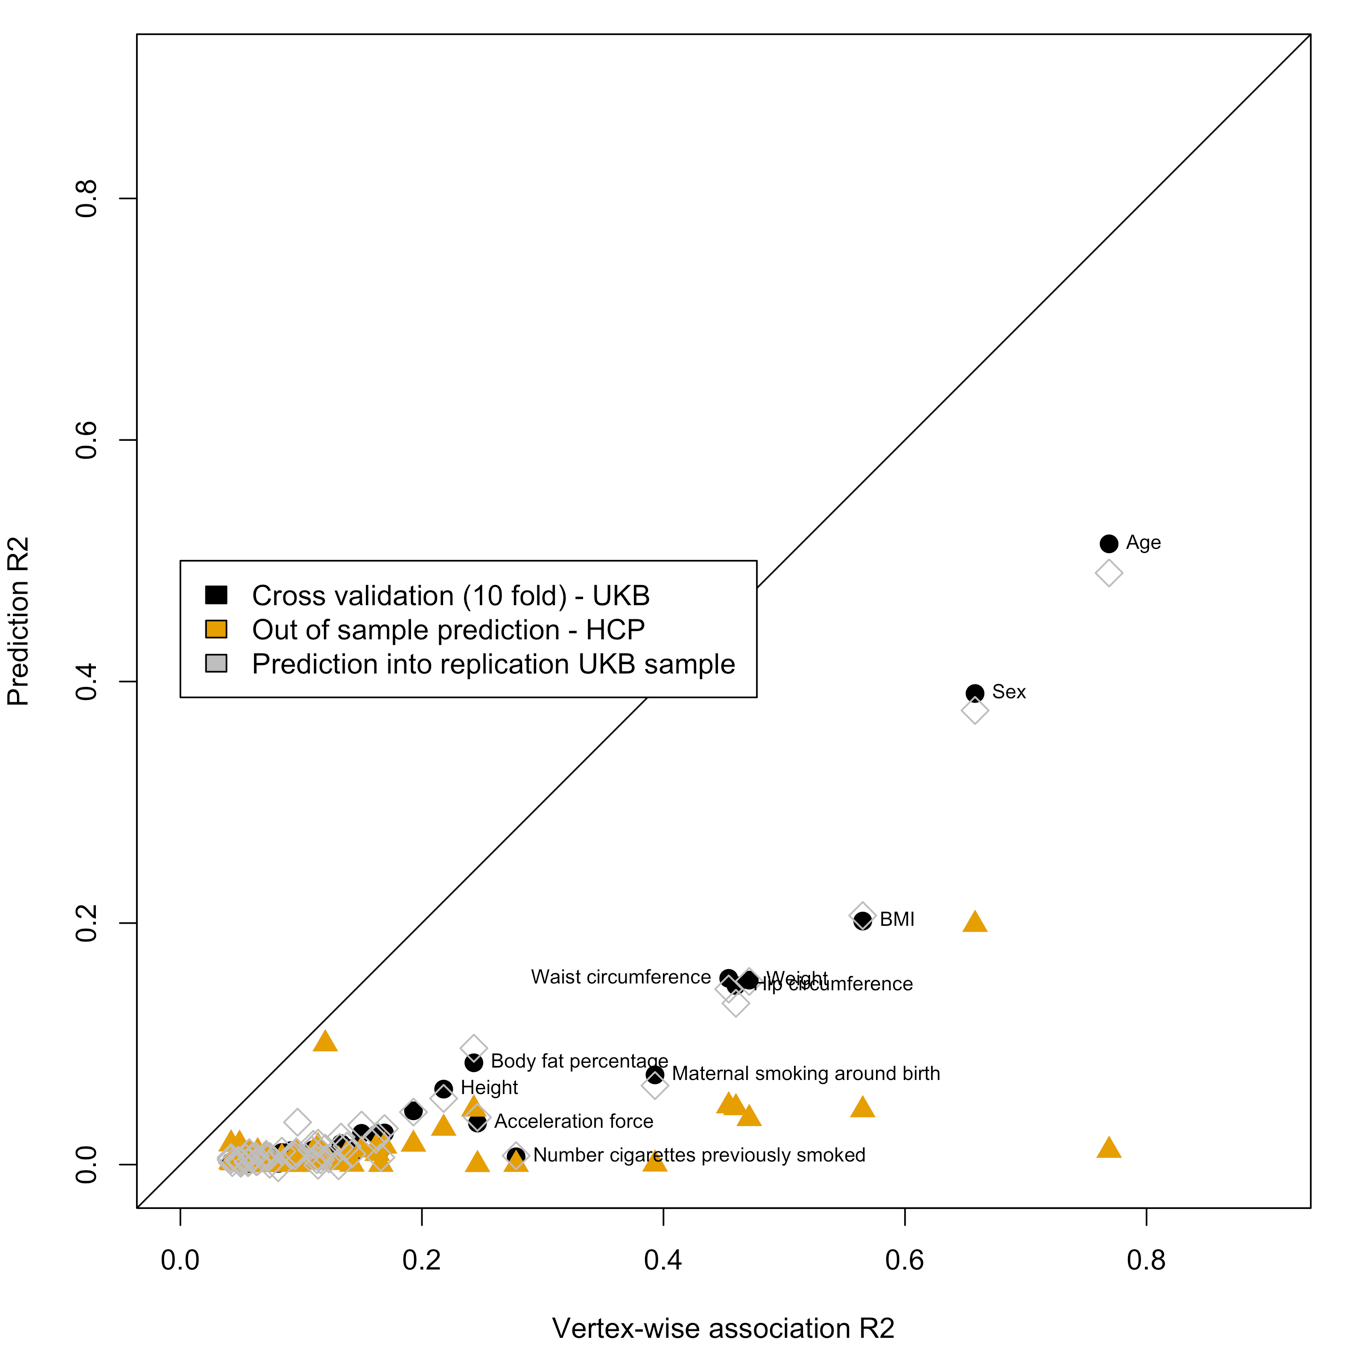 0.8
0.6
Age
Cross validation (10 fold) - UKB
Out of sample prediction - HCP
Prediction into replication UKB sample
Prediction R2
0.4
Sex
0.2
BMI
Waist circumference
Weight
Hip circumference
Body fat percentage
Maternal smoking around birth
Height
Acceleration force
Number cigarettes previously smoked
0.0
0.0 0.2 0.4 0.6 0.8
Vertex-wise association R2